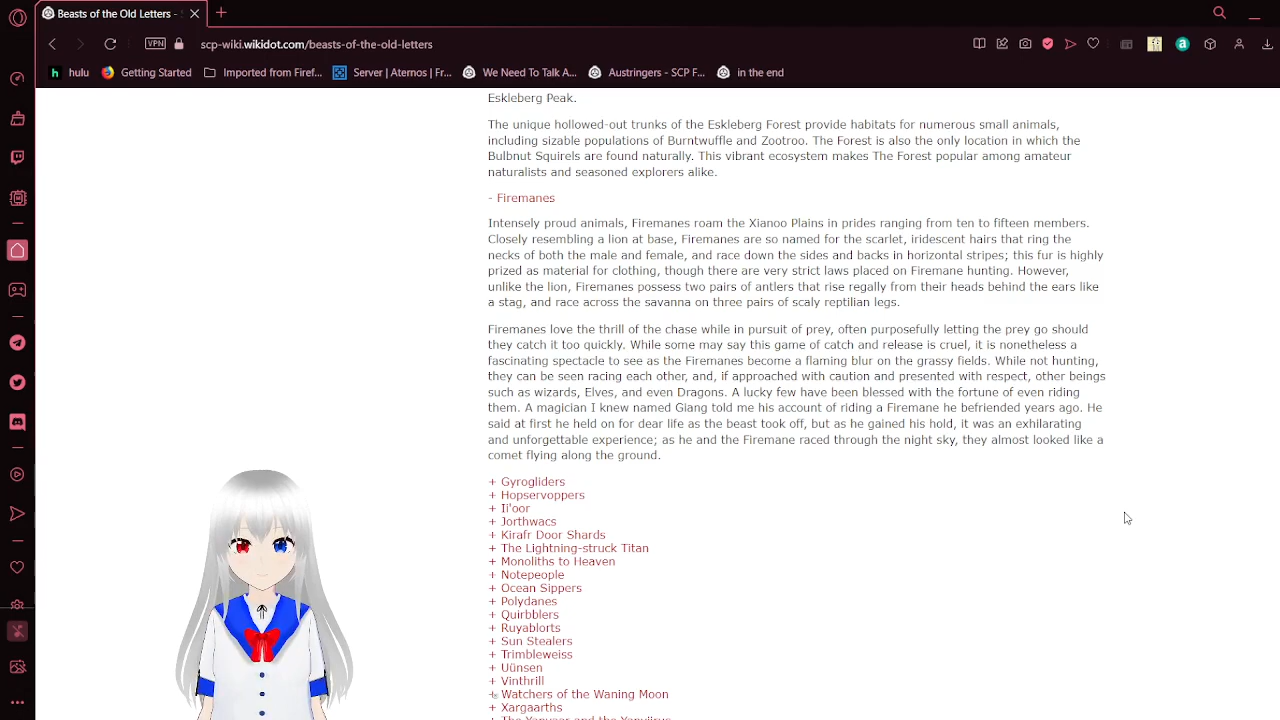 Beasts of the Old Letters
scp-wiki.wikidot.com/beasts-of-the-old-letters
VPN
hulu
Getting Started
Imported from Firef...
Server | Aternos | Fr...
We Need To Talk A...
Austringers - SCP F...
in the end
Eskleberg Peak.
The unique hollowed-out trunks of the Eskleberg Forest provide habitats for numerous small animals,
including sizable populations of Burntwuffle and Zootroo. The Forest is also the only location in which the
Bulbnut Squirels are found naturally. This vibrant ecosystem makes The Forest popular among amateur
naturalists and seasoned explorers alike.
- Firemanes
Intensely proud animals, Firemanes roam the Xianoo Plains in prides ranging from ten to fifteen members.
Closely resembling a lion at base, Firemanes are so named for the scarlet, iridescent hairs that ring the
necks of both the male and female, and race down the sides and backs in horizontal stripes; this fur is highly
prized as material for clothing, though there are very strict laws placed on Firemane hunting. However,
unlike the lion, Firemanes possess two pairs of antlers that rise regally from their heads behind the ears like
a stag, and race across the savanna on three pairs of scaly reptilian legs.
Firemanes love the thrill of the chase while in pursuit of prey, often purposefully letting the prey go should
they catch it too quickly. While some may say this game of catch and release is cruel, it is nonetheless a
fascinating spectacle to see as the Firemanes become a flaming blur on the grassy fields. While not hunting,
they can be seen racing each other, and, if approached with caution and presented with respect, other beings
such as wizards, Elves, and even Dragons. A lucky few have been blessed with the fortune of even riding
them. A magician I knew named Giang told me his account of riding a Firemane he befriended years ago. He
said at first he held on for dear life as the beast took off, but as he gained his hold, it was an exhilarating
and unforgettable experience; as he and the Firemane raced through the night sky, they almost looked like a
comet flying along the ground.
+ Gyrogliders
+ Hopservoppers
+ Ii'oor
+ Jorthwacs
+ Kirafr Door Shards
+ The Lightning-struck Titan
+ Monoliths to Heaven
+ Notepeople
+ Ocean Sippers
+ Polydanes
+ Quirbblers
+ Ruyablorts
+ Sun Stealers
+ Trimbleweiss
+ Uünsen
+ Vinthrill
+ Watchers of the Waning Moon
+ Xargaarths